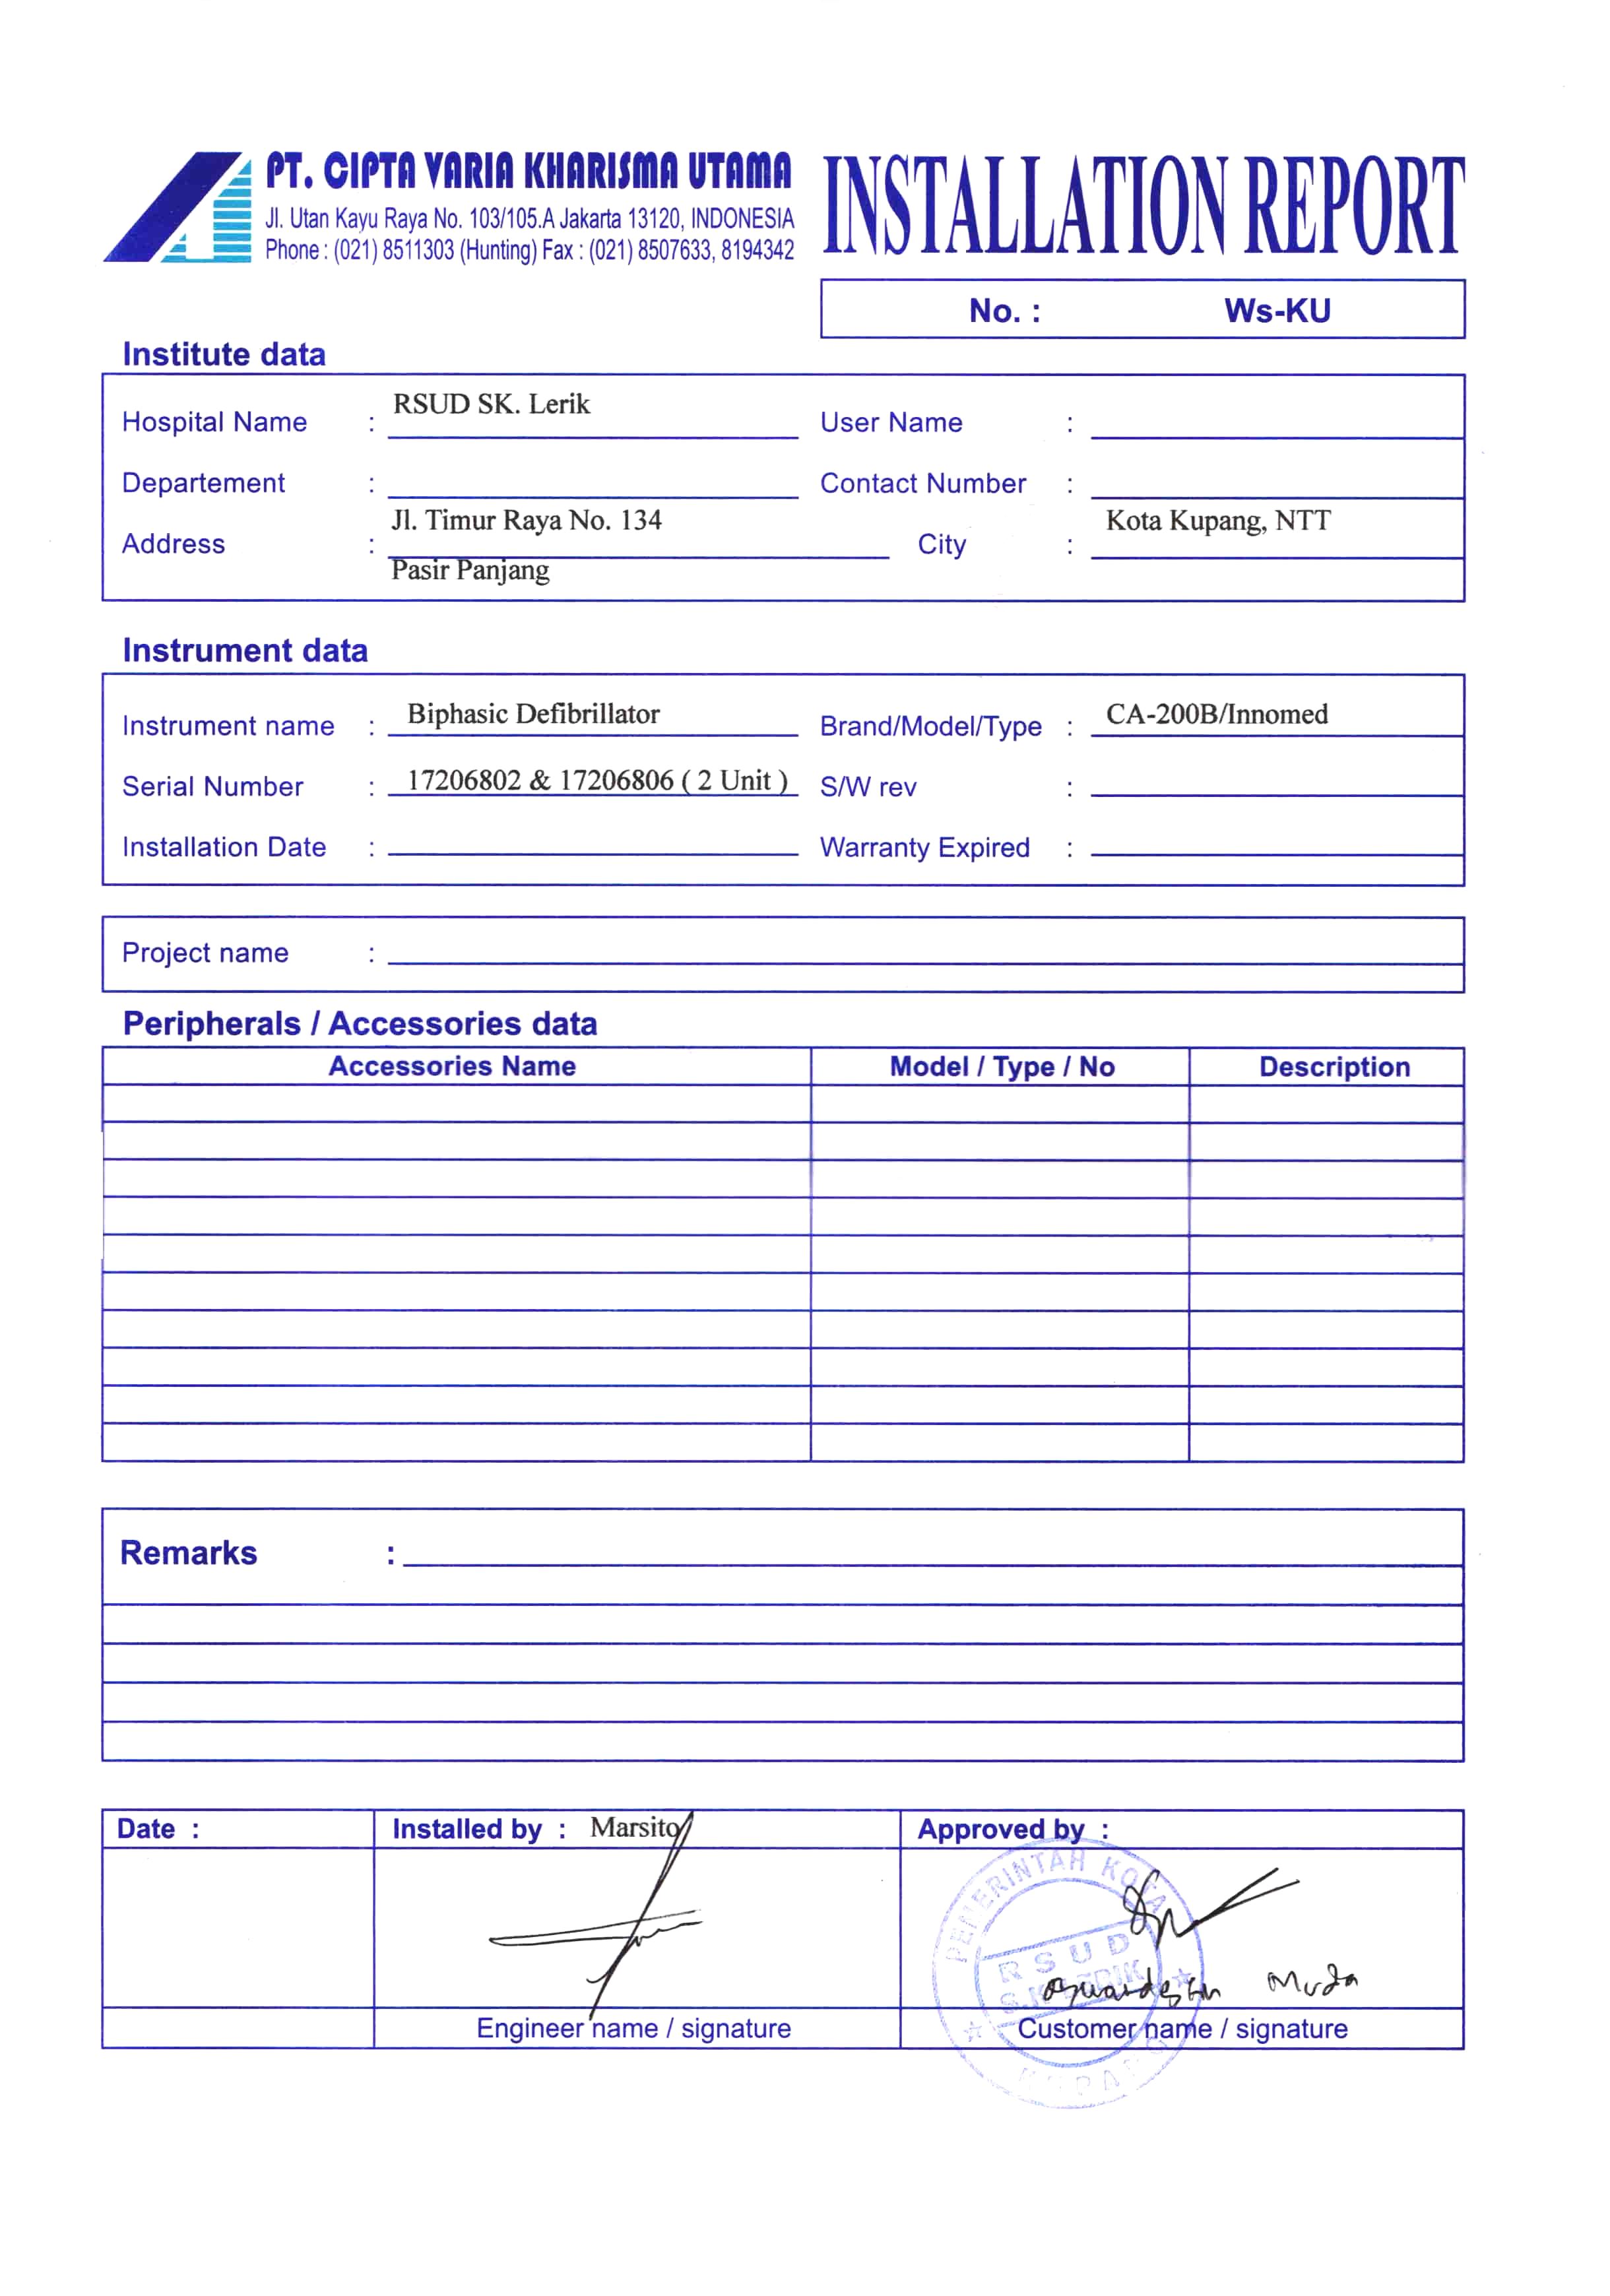 PT. CIPTA VARIA KHARISMA UTAMA
Jl. Utan Kayu Raya No. 103/105.A Jakarta 13120, INDONESIA
Phone : (021) 8511303 (Hunting) Fax : (021) 8507633, 8194342
INSTALLATION REPORT
No. : Ws-KU
Institute data
Hospital Name : RSUD SK. Lerik User Name :
Departement : Contact Number :
Address : Jl. Timur Raya No. 134 City : Kota Kupang, NTT
Pasir Panjang
Instrument data
Instrument name : Biphasic Defibrillator Brand/Model/Type : CA-200B/Innomed
Serial Number : 17206802 & 17206806 ( 2 Unit ) S/W rev :
Installation Date : Warranty Expired :
Project name :
Peripherals / Accessories data
Accessories Name Model / Type / No Description
Remarks :
Date : Installed by : Marsito Approved by :
PEMERINTAH KOTA
RSUD
S.K. LERIK
Muda
Engineer name / signature Customer name / signature
KUPANG